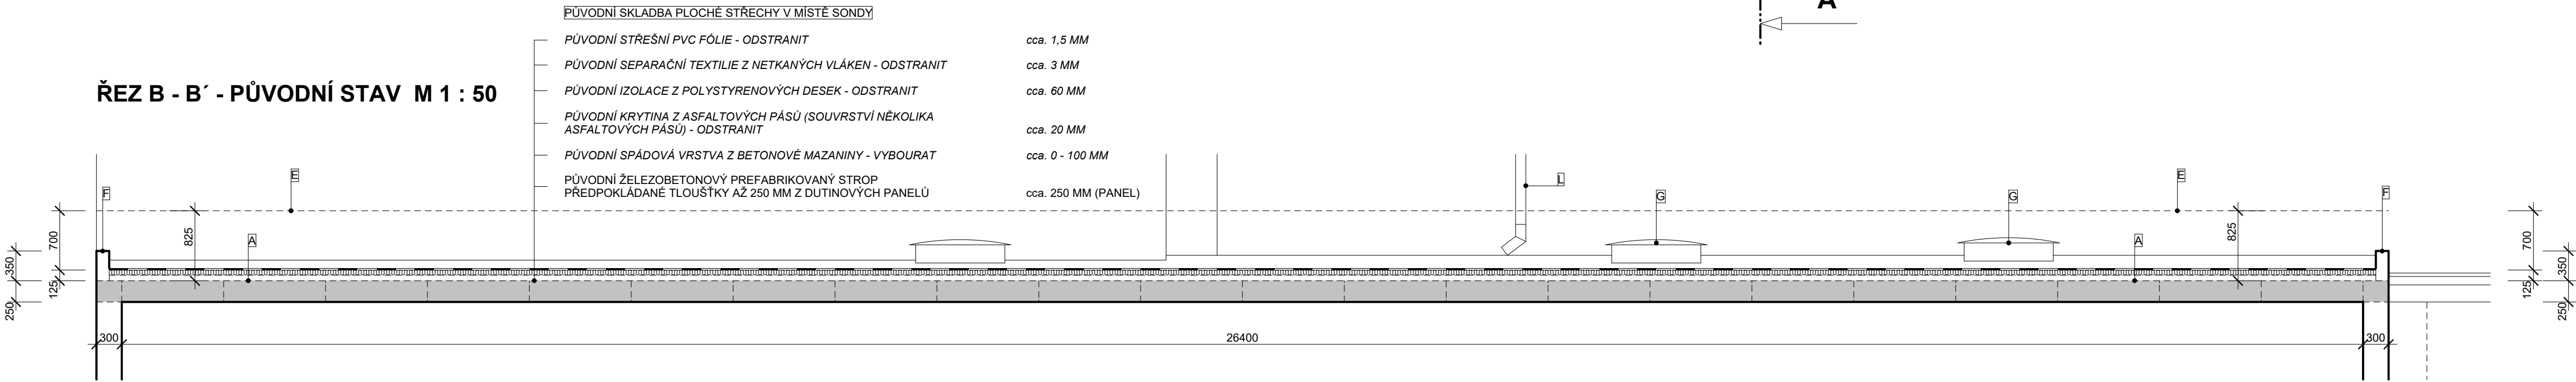 PŮVODNÍ SKLADBA PLOCHÉ STŘECHY V MÍSTĚ SONDY
A
PŮVODNÍ STŘEŠNÍ PVC FÓLIE - ODSTRANIT cca. 1,5 MM
PŮVODNÍ SEPARAČNÍ TEXTILIE Z NETKANÝCH VLÁKEN - ODSTRANIT cca. 3 MM
ŘEZ B - B´ - PŮVODNÍ STAV M 1 : 50
PŮVODNÍ IZOLACE Z POLYSTYRENOVÝCH DESEK - ODSTRANIT cca. 60 MM
PŮVODNÍ KRYTINA Z ASFALTOVÝCH PÁSŮ (SOUVRSTVÍ NĚKOLIKA
ASFALTOVÝCH PÁSŮ) - ODSTRANIT cca. 20 MM
PŮVODNÍ SPÁDOVÁ VRSTVA Z BETONOVÉ MAZANINY - VYBOURAT cca. 0 - 100 MM
PŮVODNÍ ŽELEZOBETONOVÝ PREFABRIKOVANÝ STROP
PŘEDPOKLÁDANÉ TLOUŠŤKY AŽ 250 MM Z DUTINOVÝCH PANELŮ cca. 250 MM (PANEL)
F E L G G E F
A A
700 825 825 700
350 350
125 125
250 250
300 26400 300